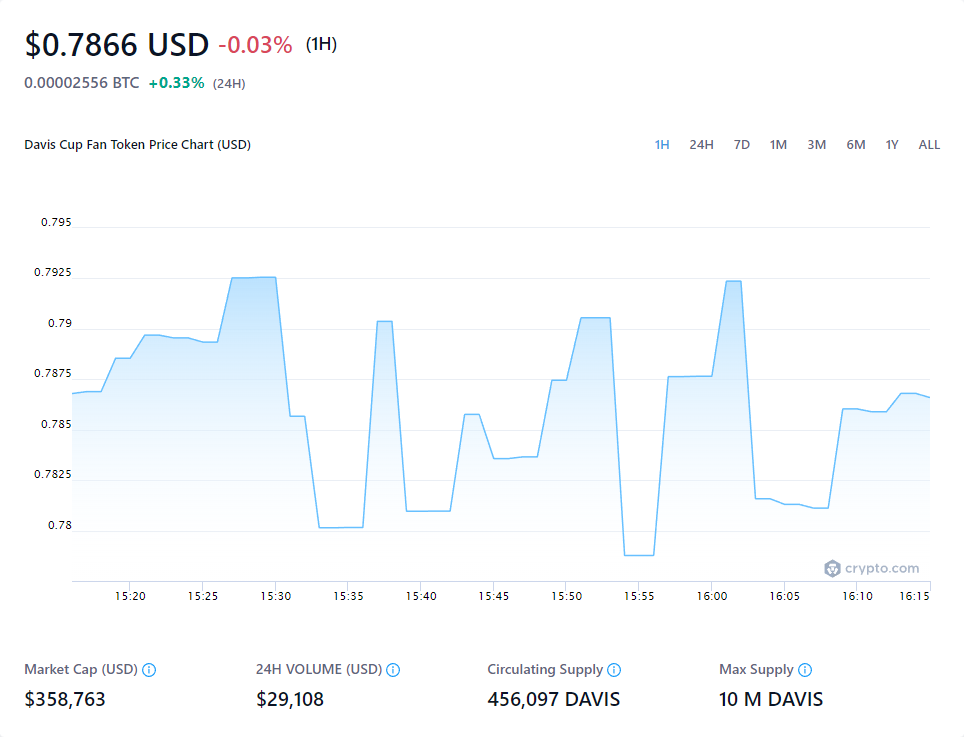 $0.7866 USD -0.03% (1H)
0.00002556 BTC +0.33% (24H)
Davis Cup Fan Token Price Chart (USD) 1H 24H 7D 1M 3M 6M 1Y ALL
0.795
0.7925
0.79
0.7875
0.785
0.7825
0.78
crypto.com
15:20 15:25 15:30 15:35 15:40 15:45 15:50 15:55 16:00 16:05 16:10 16:15
Market Cap (USD) 24H VOLUME (USD) Circulating Supply Max Supply
$358,763 $29,108 456,097 DAVIS 10 M DAVIS